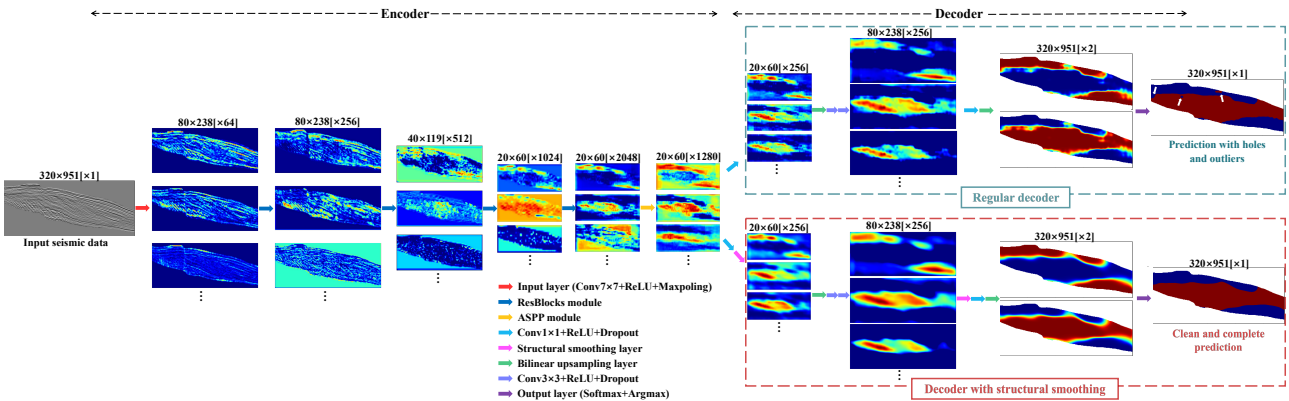 Encoder
Decoder
320×951[×1]
Input seismic data
80×238[×64]
⋮
80×238[×256]
⋮
40×119[×512]
⋮
20×60[×1024]
⋮
20×60[×2048]
⋮
20×60[×1280]
⋮
Input layer (Conv7×7+ReLU+Maxpoling)
ResBlocks module
ASPP module
Conv1×1+ReLU+Dropout
Structural smoothing layer
Bilinear upsampling layer
Conv3×3+ReLU+Dropout
Output layer (Softmax+Argmax)
20×60[×256]
⋮
80×238[×256]
⋮
320×951[×2]
320×951[×1]
Prediction with holes
and outliers
Regular decoder
20×60[×256]
⋮
80×238[×256]
⋮
320×951[×2]
320×951[×1]
Clean and complete
prediction
Decoder with structural smoothing